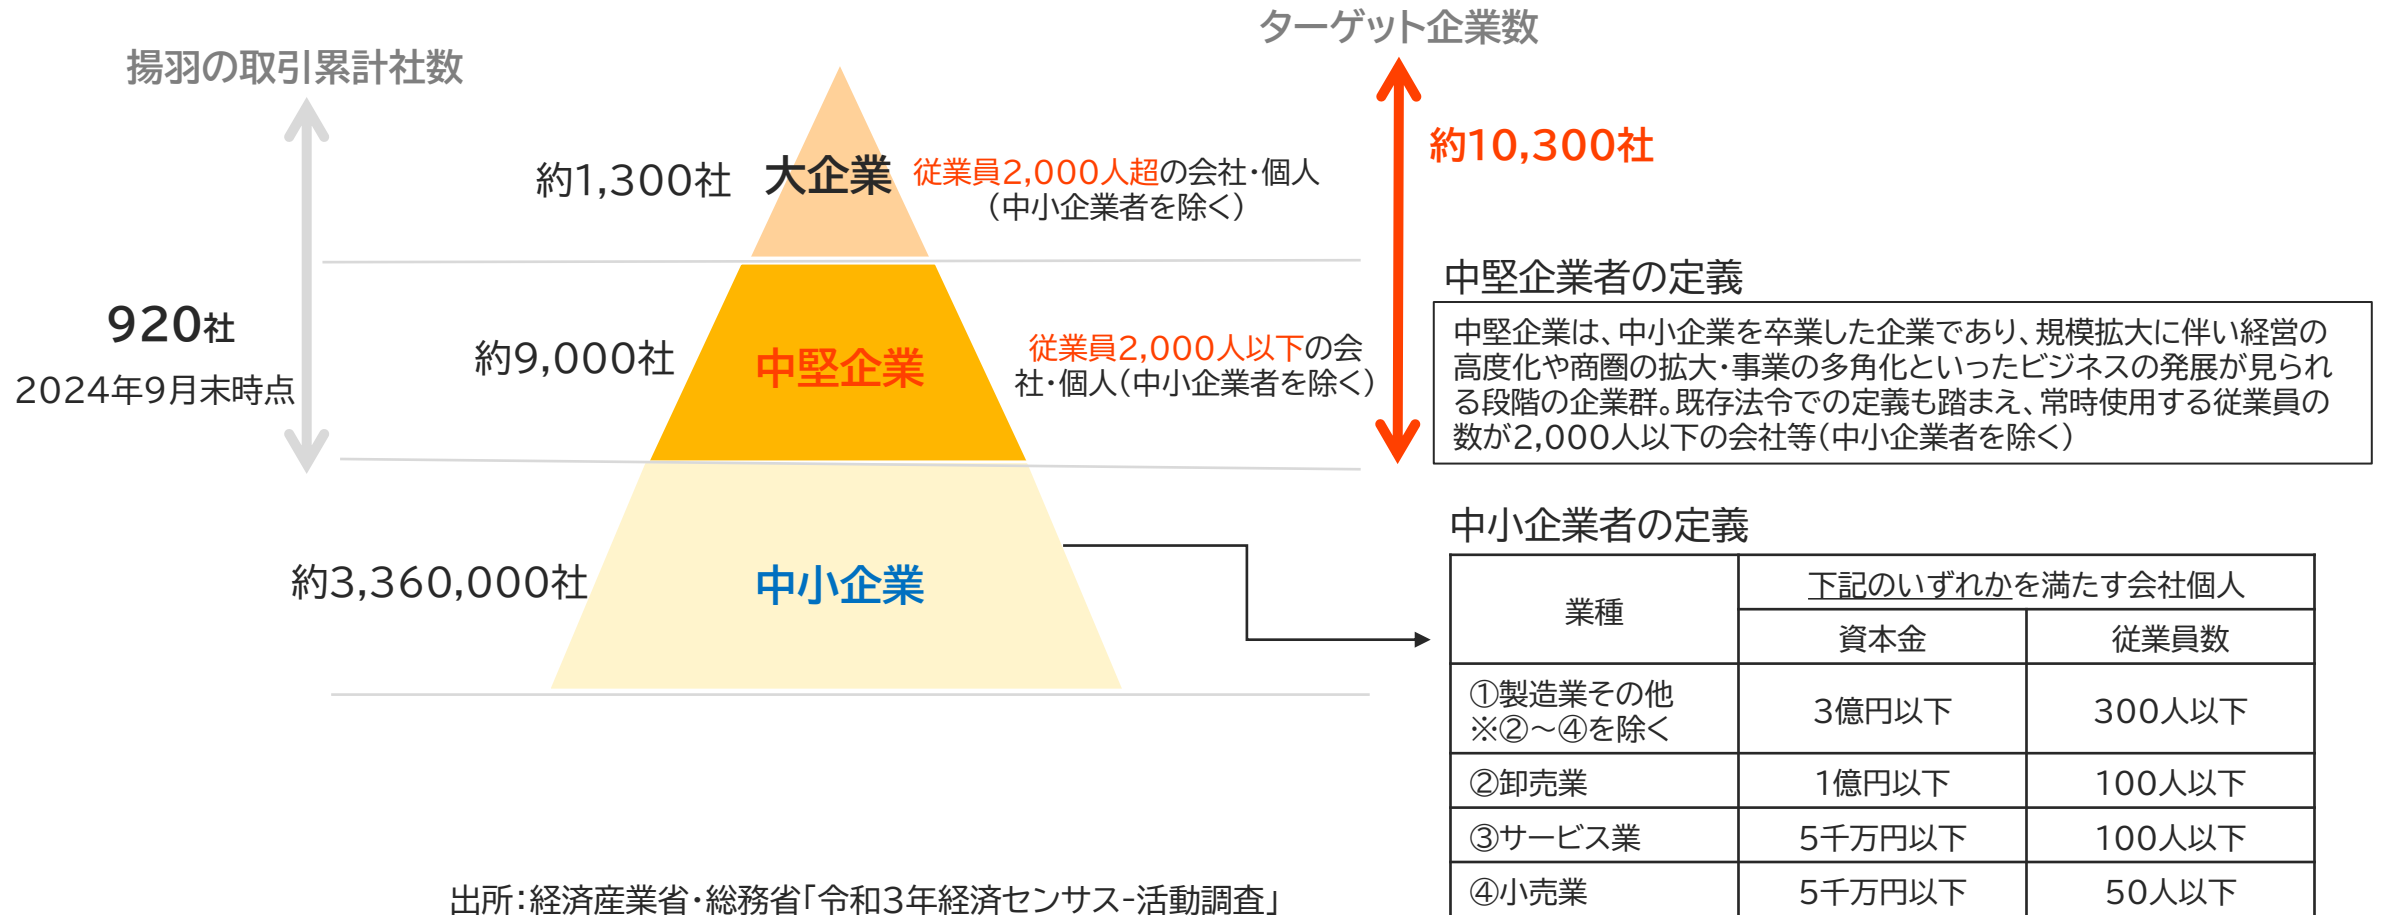 ターゲット企業数
揚羽の取引累計社数
約10,300社
約1,300社
大企業
従業員2,000人超の会社・個人
（中小企業者を除く）
920社
2024年9月末時点
約9,000社
中堅企業
従業員2,000人以下の会
社・個人（中小企業者を除く）
中堅企業者の定義
中堅企業は、中小企業を卒業した企業であり、規模拡大に伴い経営の
高度化や商圏の拡大・事業の多角化といったビジネスの発展が見られ
る段階の企業群。既存法令での定義も踏まえ、常時使用する従業員の
数が2,000人以下の会社等（中小企業者を除く）
約3,360,000社
中小企業
中小企業者の定義
業種
下記のいずれかを満たす会社個人
資本金
従業員数
①製造業その他
※②～④を除く
3億円以下
300人以下
②卸売業
1億円以下
100人以下
③サービス業
5千万円以下
100人以下
④小売業
5千万円以下
50人以下
出所：経済産業省・総務省「令和3年経済センサス-活動調査」